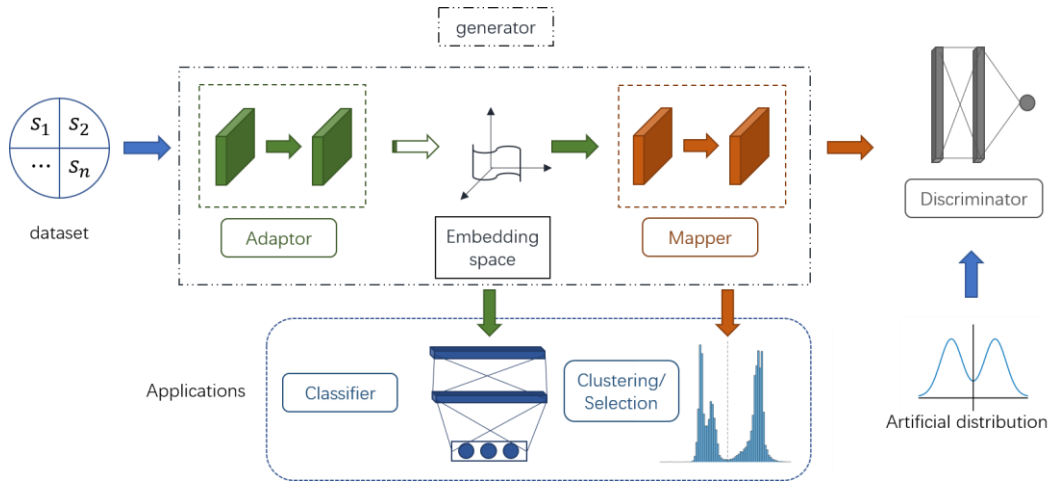 generator
s₁ s₂
... sₙ
dataset
Adaptor
Embedding
space
Mapper
Discriminator
Applications
Classifier
Clustering/
Selection
Artificial distribution